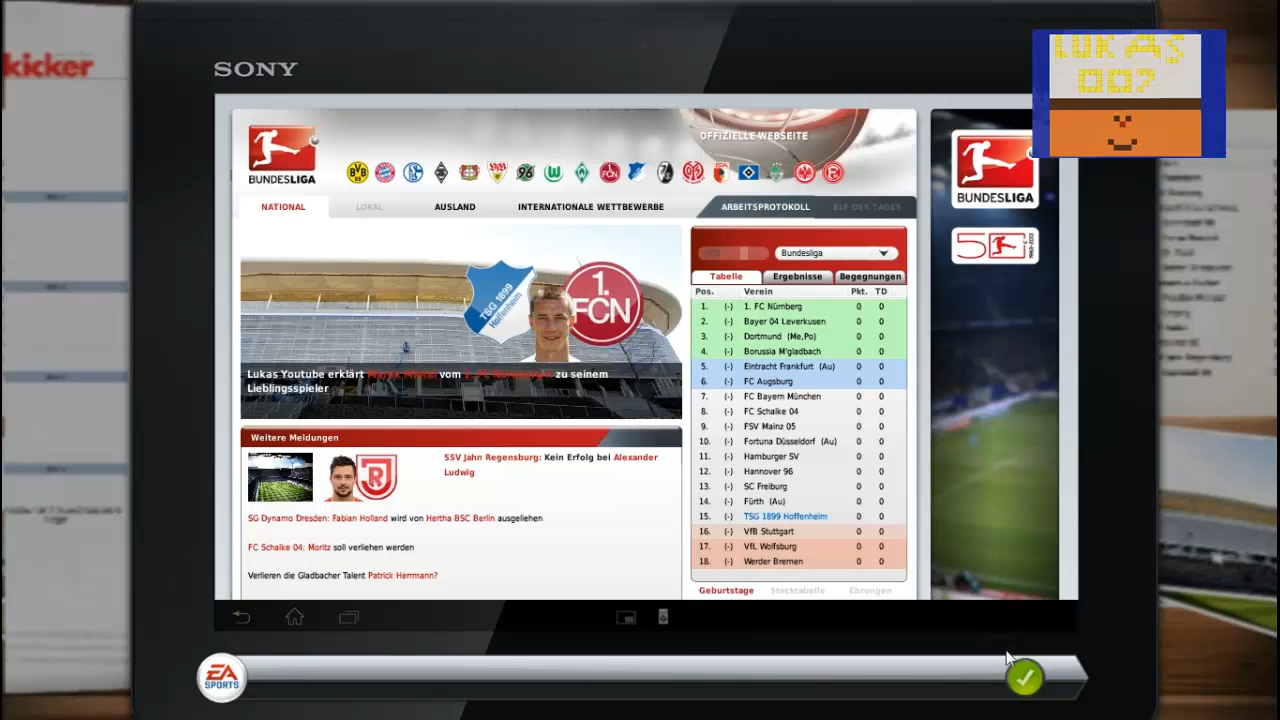 kicker
SONY
LUKAS
007
OFFIZIELLE WEBSEITE
BUNDESLIGA
NATIONAL
LOKAL
AUSLAND
INTERNATIONALE WETTBEWERBE
ARBEITSPROTOKOLL
ELF DES TAGES
BUNDESLIGA
50
Bundesliga
Tabelle
Ergebnisse
Begegnungen
Pos. Verein Pkt. TD
1. (-) 1. FC Nürnberg 0 0
2. (-) Bayer 04 Leverkusen 0 0
3. (-) Dortmund (Me,Po) 0 0
4. (-) Borussia M'gladbach 0 0
5. (-) Eintracht Frankfurt (Au) 0 0
6. (-) FC Augsburg 0 0
7. (-) FC Bayern München 0 0
8. (-) FC Schalke 04 0 0
9. (-) FSV Mainz 05 0 0
10. (-) Fortuna Düsseldorf (Au) 0 0
11. (-) Hamburger SV 0 0
12. (-) Hannover 96 0 0
13. (-) SC Freiburg 0 0
14. (-) Fürth (Au) 0 0
15. (-) TSG 1899 Hoffenheim 0 0
16. (-) VfB Stuttgart 0 0
17. (-) VfL Wolfsburg 0 0
18. (-) Werder Bremen 0 0
Geburtstage
Stocktabelle
Ehrungen
TSG 1899
Hoffenheim
1.
FCN
Lukas Youtube erklärt vom zu seinem
Lieblingsspieler
Weitere Meldungen
SSV Jahn Regensburg: Kein Erfolg bei Alexander
Ludwig
SG Dynamo Dresden: Fabian Holland wird von Hertha BSC Berlin ausgeliehen
FC Schalke 04: Moritz soll verliehen werden
Verlieren die Gladbacher Talent Patrick Herrmann?
EA
SPORTS